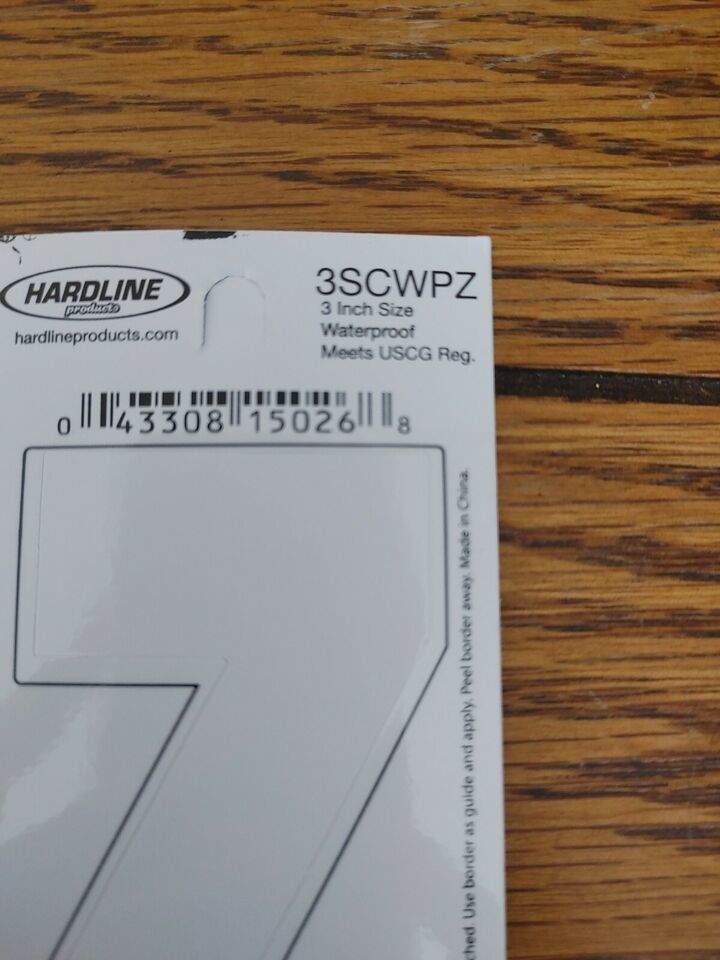 HARDLINE
products
hardlineproducts.com
3SCWPZ
3 Inch Size
Waterproof
Meets USCG Reg.
0 43308 15026 8
Use border as guide and apply. Peel border away. Made in China.